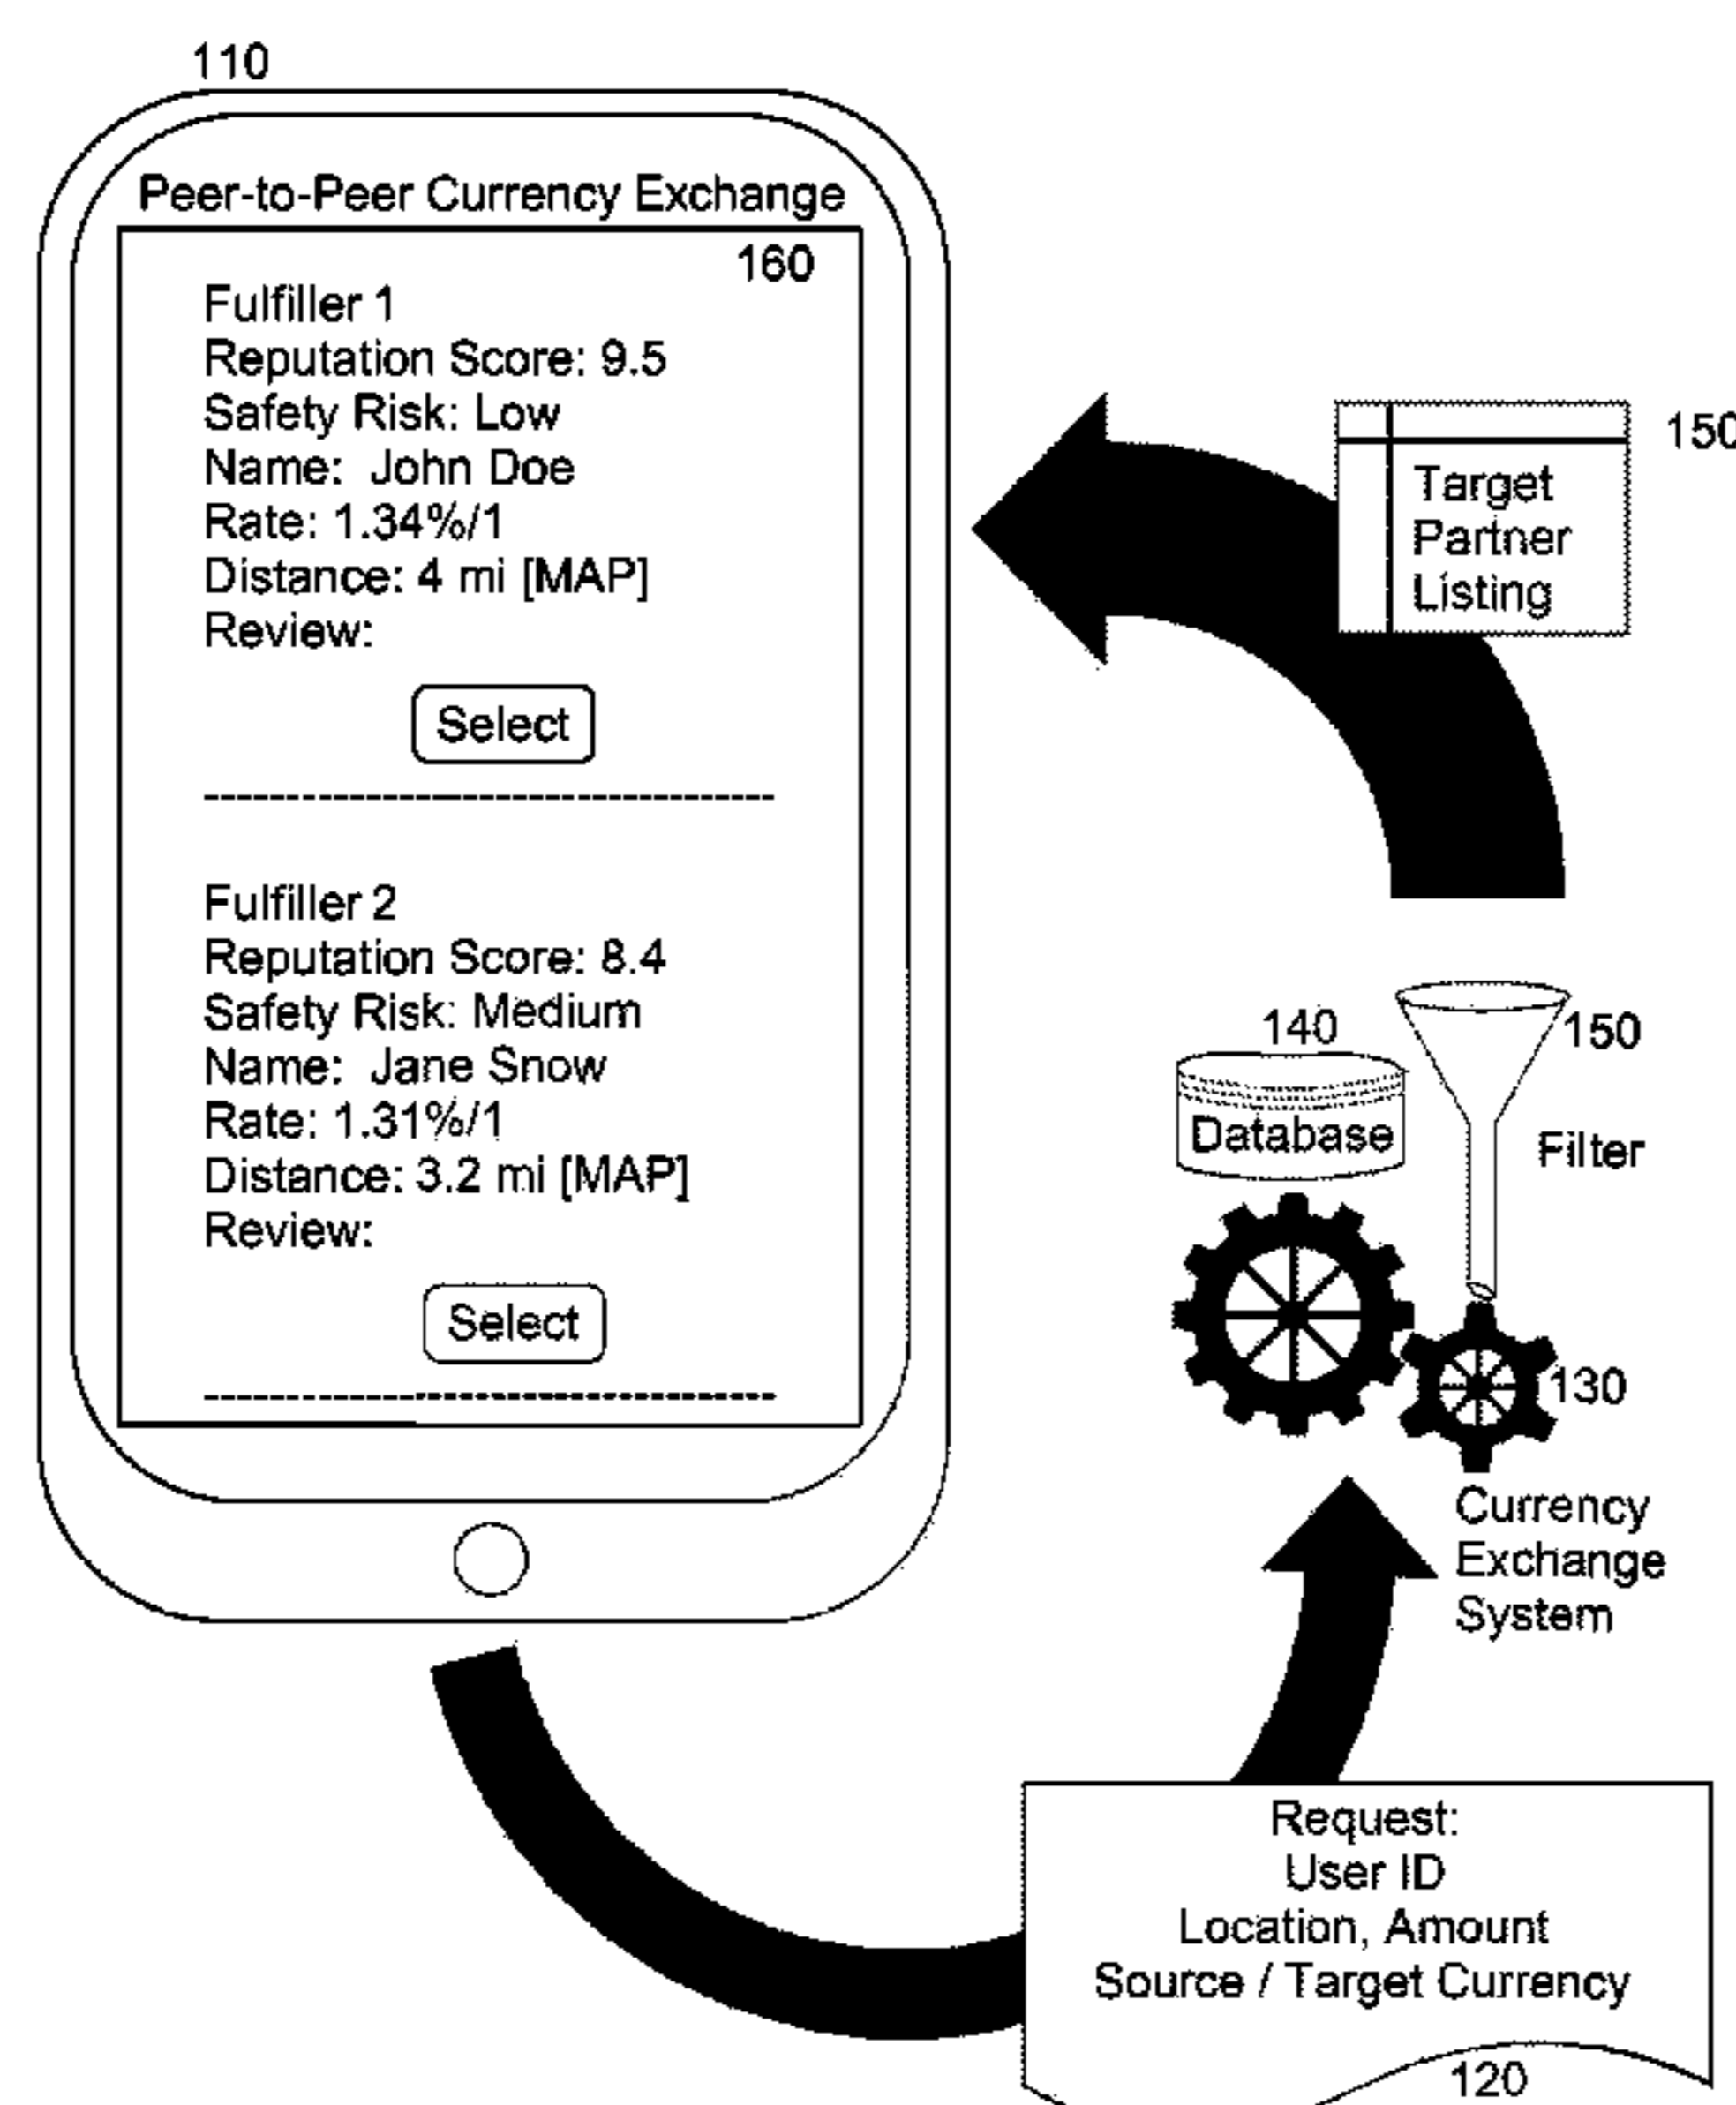 110
Peer-to-Peer Currency Exchange
160
Fulfiller 1
Reputation Score: 9.5
Safety Risk: Low
Name: John Doe
Rate: 1.34%/1
Distance: 4 mi [MAP]
Review:
Select
Fulfiller 2
Reputation Score: 8.4
Safety Risk: Medium
Name: Jane Snow
Rate: 1.31%/1
Distance: 3.2 mi [MAP]
Review:
Select
150
Target
Partner
Listing
140
Database
150
Filter
130
Currency
Exchange
System
Request:
User ID
Location, Amount
Source / Target Currency
120